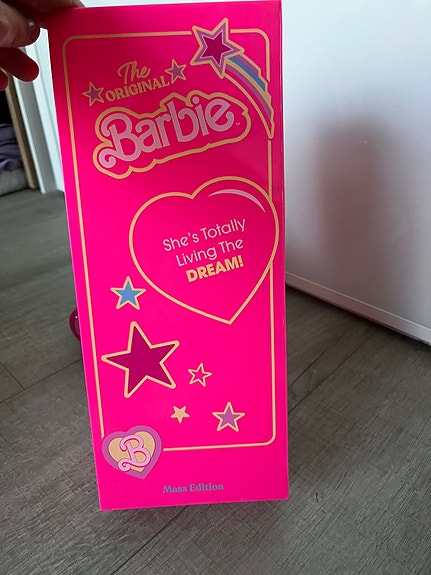 The
ORIGINAL
Barbie
She's Totally
Living The
DREAM!
B
Mass Edition